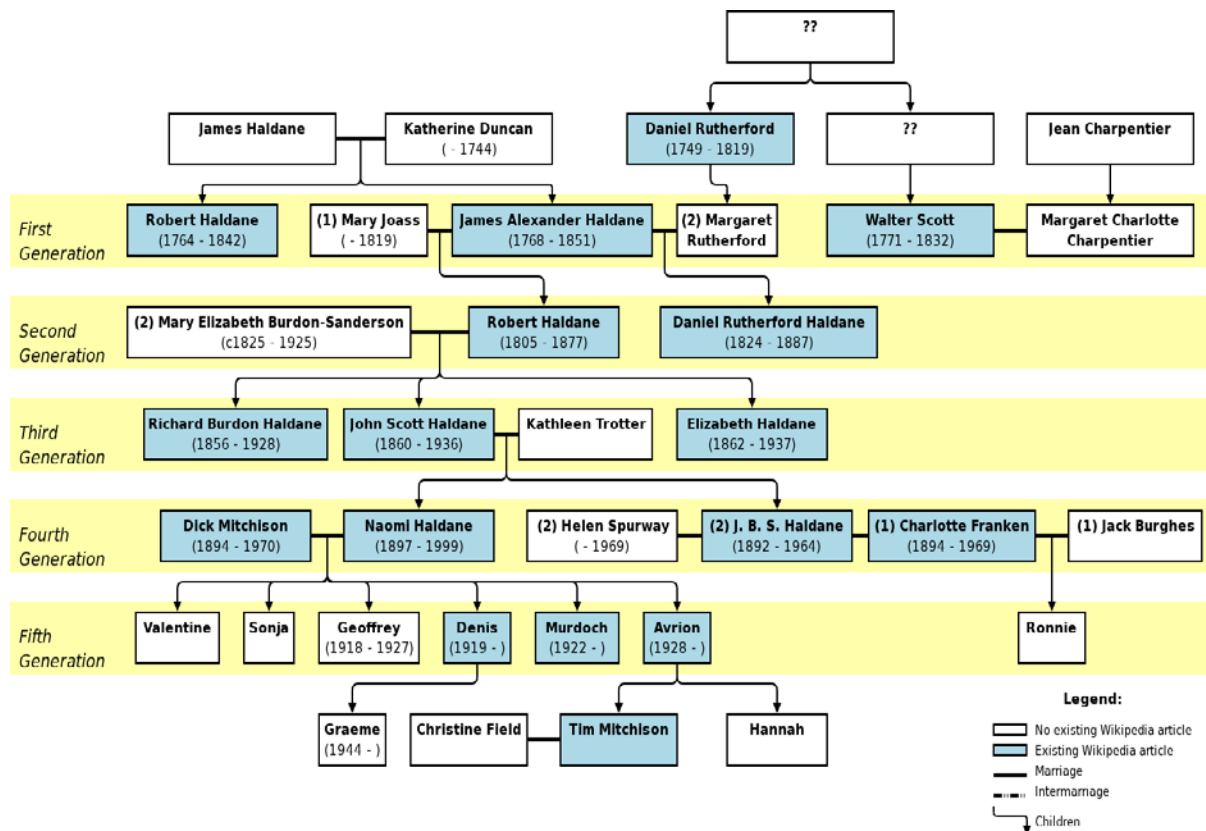 ??
James Haldane
Katherine Duncan
( - 1744)
Daniel Rutherford
(1749 - 1819)
??
Jean Charpentier
First
Generation
Robert Haldane
(1764 - 1842)
(1) Mary Joass
( - 1819)
James Alexander Haldane
(1768 - 1851)
(2) Margaret
Rutherford
Walter Scott
(1771 - 1832)
Margaret Charlotte
Charpentier
Second
Generation
(2) Mary Elizabeth Burdon-Sanderson
(c1825 - 1925)
Robert Haldane
(1805 - 1877)
Daniel Rutherford Haldane
(1824 - 1887)
Third
Generation
Richard Burdon Haldane
(1856 - 1928)
John Scott Haldane
(1860 - 1936)
Kathleen Trotter
Elizabeth Haldane
(1862 - 1937)
Fourth
Generation
Dick Mitchison
(1894 - 1970)
Naomi Haldane
(1897 - 1999)
(2) Helen Spurway
( - 1969)
(2) J. B. S. Haldane
(1892 - 1964)
(1) Charlotte Franken
(1894 - 1969)
(1) Jack Burghes
Fifth
Generation
Valentine
Sonja
Geoffrey
(1918 - 1927)
Denis
(1919 - )
Murdoch
(1922 - )
Avrion
(1928 - )
Ronnie
Graeme
(1944 - )
Christine Field
Tim Mitchison
Hannah
Legend:
No existing Wikipedia article
Existing Wikipedia article
Marriage
Intermarriage
Children